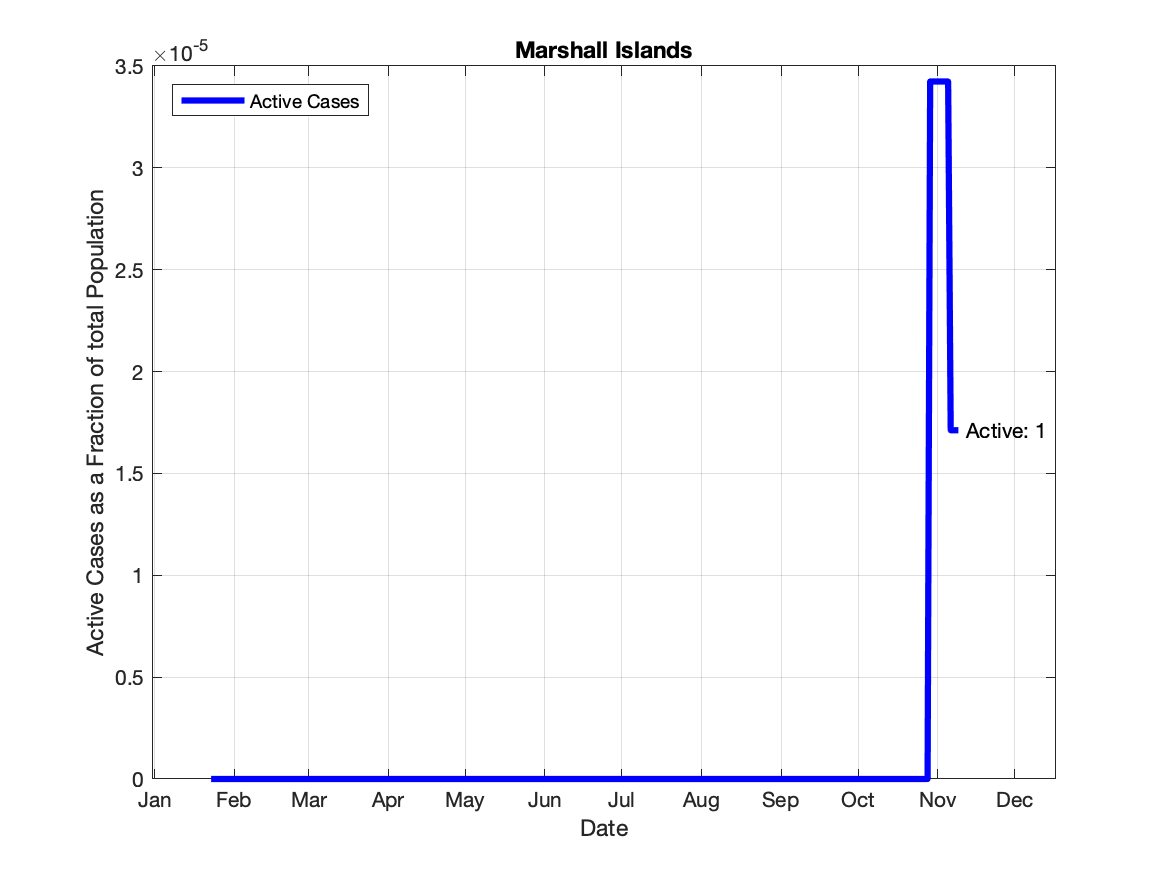 Marshall Islands
×10-5
3.5
3
2.5
2
1.5
1
0.5
0
Active Cases as a Fraction of total Population
Active Cases
Active: 1
Jan Feb Mar Apr May Jun Jul Aug Sep Oct Nov Dec
Date